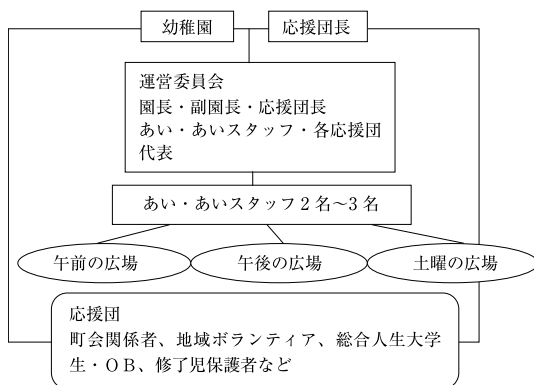 幼稚園
応援団長
運営委員会
園長・副園長・応援団長
あい・あいスタッフ・各応援団
代表
あい・あいスタッフ2名～3名
午前の広場
午後の広場
土曜の広場
応援団
町会関係者、地域ボランティア、総合人生大学
生・ＯＢ、修了児保護者など